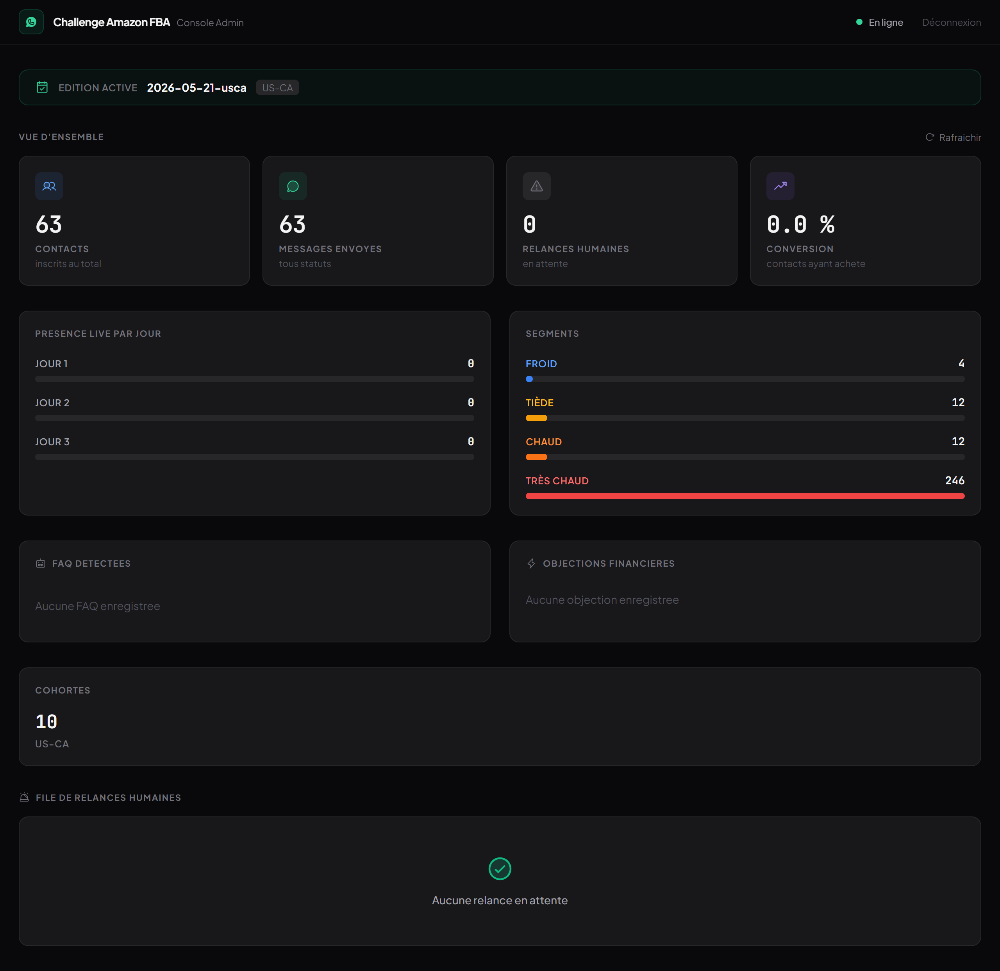 Challenge Amazon FBA Console Admin
En ligne
Déconnexion
EDITION ACTIVE 2026-05-21-usca US-CA
VUE D'ENSEMBLE
Rafraichir
63
CONTACTS
inscrits au total
63
MESSAGES ENVOYES
tous statuts
0
RELANCES HUMAINES
en attente
0.0 %
CONVERSION
contacts ayant achete
PRESENCE LIVE PAR JOUR
JOUR 1 0
JOUR 2 0
JOUR 3 0
SEGMENTS
FROID 4
TIÈDE 12
CHAUD 12
TRÈS CHAUD 246
FAQ DETECTEES
Aucune FAQ enregistree
OBJECTIONS FINANCIERES
Aucune objection enregistree
COHORTES
10
US-CA
FILE DE RELANCES HUMAINES
Aucune relance en attente